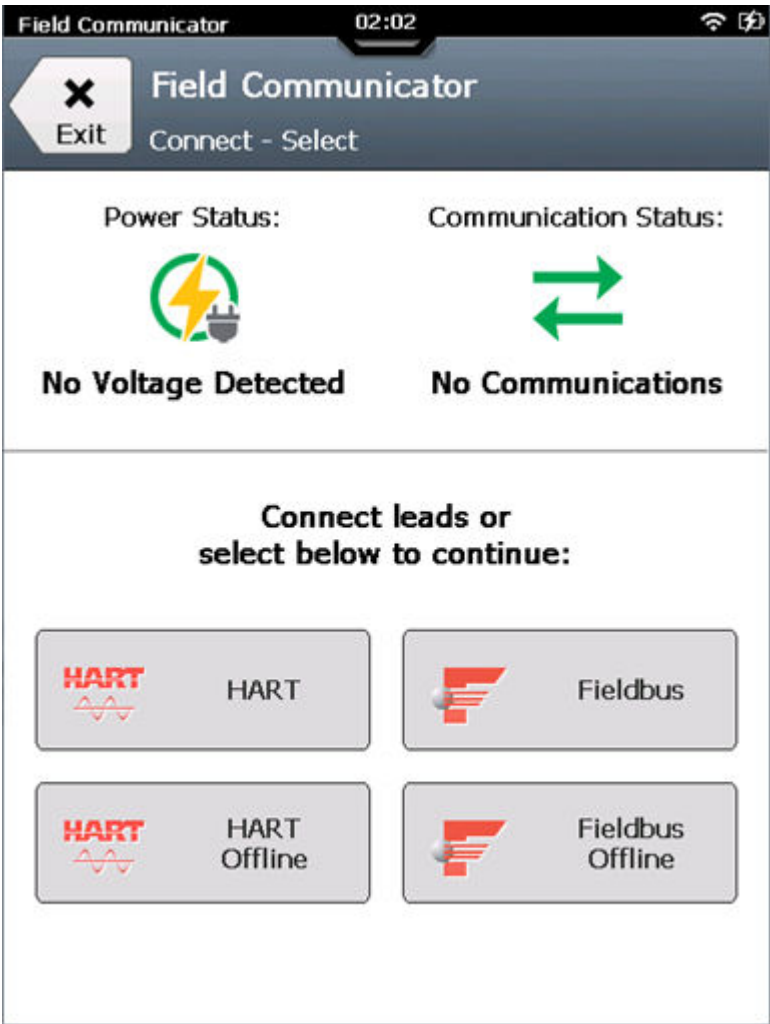 Field Communicator 02:02
Exit
Field Communicator
Connect - Select
Power Status:
Communication Status:
No Voltage Detected
No Communications
Connect leads or
select below to continue:
HART
HART
Fieldbus
HART
HART
Offline
Fieldbus
Offline